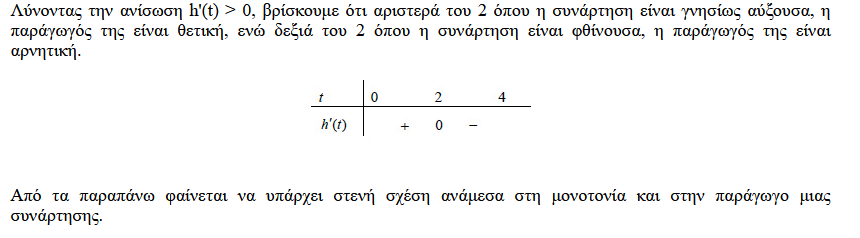 Λύνοντας την ανίσωση h'(t) > 0, βρίσκουμε ότι αριστερά του 2 όπου η συνάρτηση είναι γνησίως αύξουσα, η
παράγωγός της είναι θετική, ενώ δεξιά του 2 όπου η συνάρτηση είναι φθίνουσα, η παράγωγός της είναι
αρνητική.
t 0 2 4
h'(t) + 0 −
Από τα παραπάνω φαίνεται να υπάρχει στενή σχέση ανάμεσα στη μονοτονία και στην παράγωγο μιας
συνάρτησης.